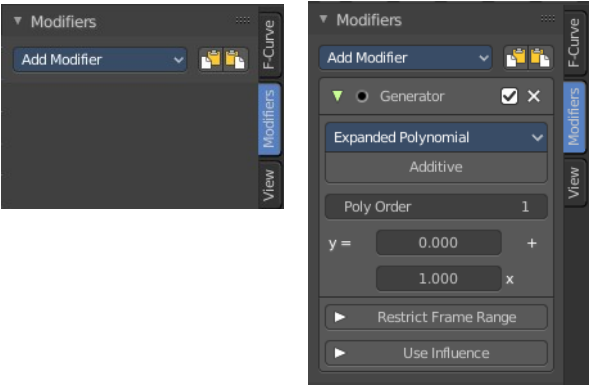 Modifiers
Add Modifier
F-Curve
Modifiers
View
Modifiers
Add Modifier
Generator
Expanded Polynomial
Additive
Poly Order 1
y = 0.000 +
1.000 x
Restrict Frame Range
Use Influence
F-Curve
Modifiers
View